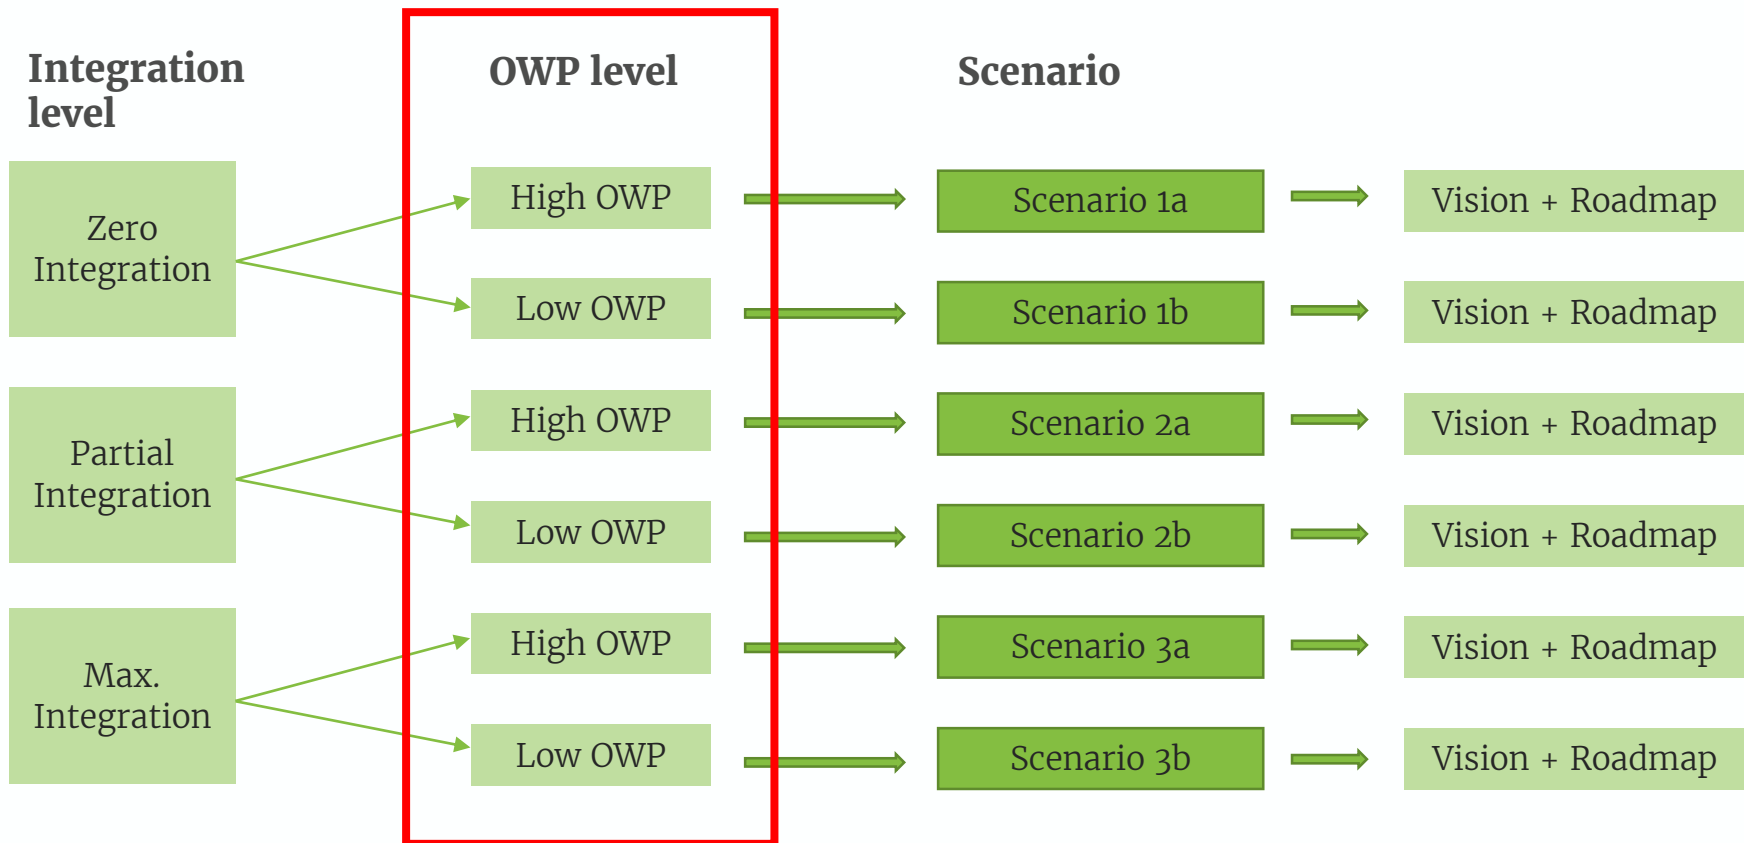 Integration
level
OWP level
Scenario
Zero
Integration
High OWP
Scenario 1a
Vision + Roadmap
Low OWP
Scenario 1b
Vision + Roadmap
Partial
Integration
High OWP
Scenario 2a
Vision + Roadmap
Low OWP
Scenario 2b
Vision + Roadmap
Max.
Integration
High OWP
Scenario 3a
Vision + Roadmap
Low OWP
Scenario 3b
Vision + Roadmap